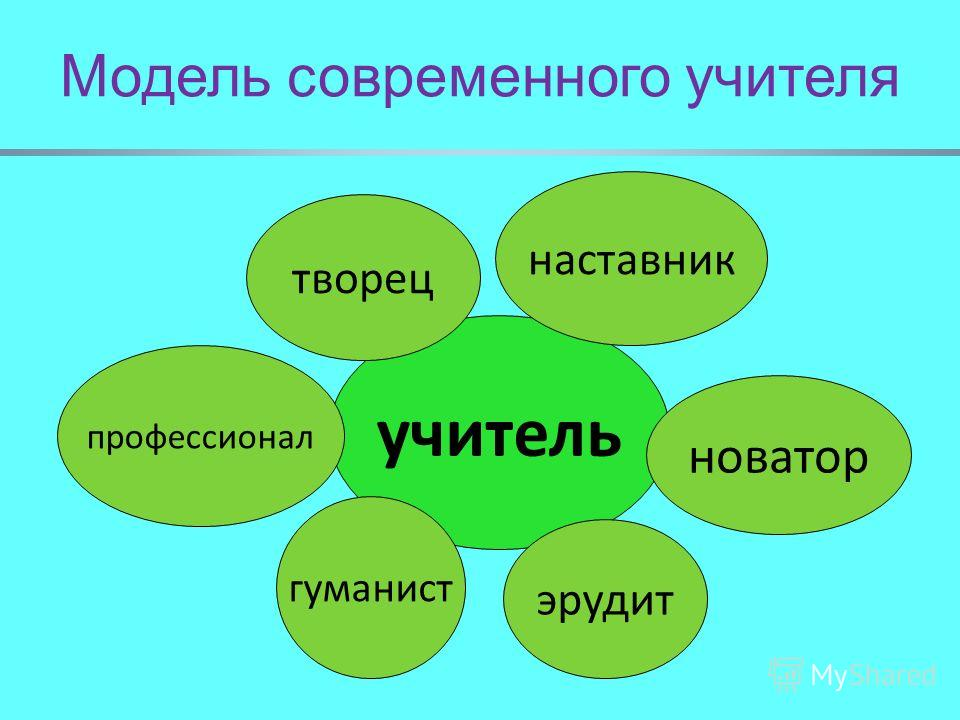 Модель современного учителя
творец
наставник
профессионал
учитель
новатор
гуманист
эрудит
MyShared